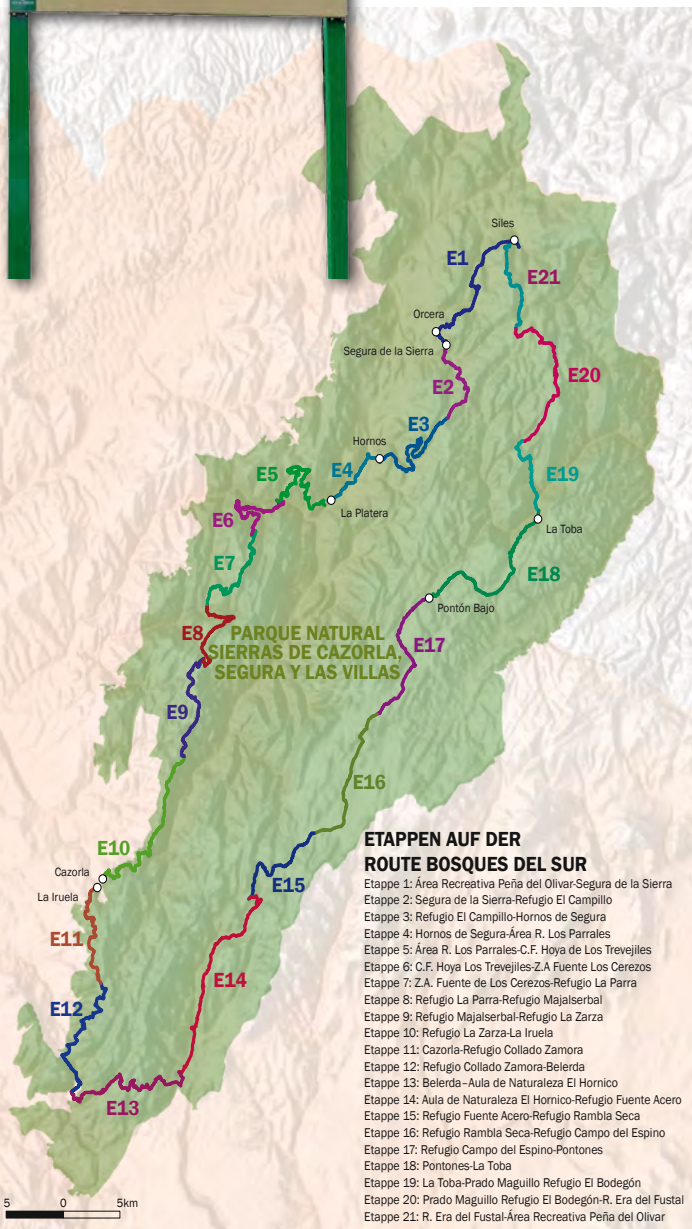 Siles
E1
E21
Orcera
Segura de la Sierra
E2
E20
E3
Hornos
E4
E5
E19
La Platera
E6
La Toba
E7
E18
Pontón Bajo
E8
PARQUE NATURAL
SIERRAS DE CAZORLA,
SEGURA Y LAS VILLAS
E17
E9
E16
E10
Cazorla
La Iruela
E15
E11
E14
E12
E13
5 0 5km
ETAPPEN AUF DER
ROUTE BOSQUES DEL SUR
Etappe 1: Área Recreativa Peña del Olivar-Segura de la Sierra
Etappe 2: Segura de la Sierra-Refugio El Campillo
Etappe 3: Refugio El Campillo-Hornos de Segura
Etappe 4: Hornos de Segura-Área R. Los Parrales
Etappe 5: Área R. Los Parrales-C.F. Hoya de Los Trevejiles
Etappe 6: C.F. Hoya Los Trevejiles-Z.A Fuente Los Cerezos
Etappe 7: Z.A. Fuente de Los Cerezos-Refugio La Parra
Etappe 8: Refugio La Parra-Refugio Majalserbal
Etappe 9: Refugio Majalserbal-Refugio La Zarza
Etappe 10: Refugio La Zarza-La Iruela
Etappe 11: Cazorla-Refugio Collado Zamora
Etappe 12: Refugio Collado Zamora-Belerda
Etappe 13: Belerda–Aula de Naturaleza El Hornico
Etappe 14: Aula de Naturaleza El Hornico-Refugio Fuente Acero
Etappe 15: Refugio Fuente Acero-Refugio Rambla Seca
Etappe 16: Refugio Rambla Seca-Refugio Campo del Espino
Etappe 17: Refugio Campo del Espino-Pontones
Etappe 18: Pontones-La Toba
Etappe 19: La Toba-Prado Maguillo Refugio El Bodegón
Etappe 20: Prado Maguillo Refugio El Bodegón-R. Era del Fustal
Etappe 21: R. Era del Fustal-Área Recreativa Peña del Olivar